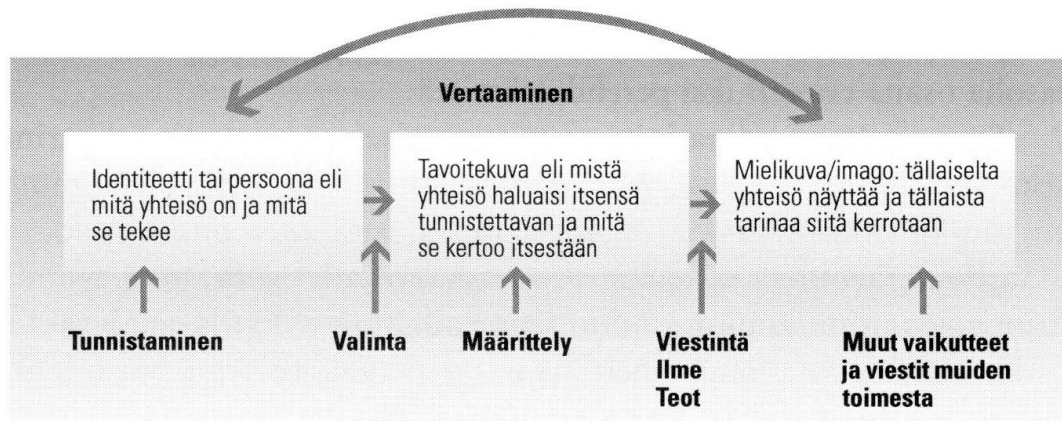 Vertaaminen
Identiteetti tai persoona eli
mitä yhteisö on ja mitä
se tekee
Tavoitekuva eli mistä
yhteisö haluaisi itsensä
tunnistettavan ja mitä
se kertoo itsestään
Mielikuva/imago: tällaiselta
yhteisö näyttää ja tällaista
tarinaa siitä kerrotaan
Tunnistaminen
Valinta
Määrittely
Viestintä
Ilme
Teot
Muut vaikutteet
ja viestit muiden
toimesta